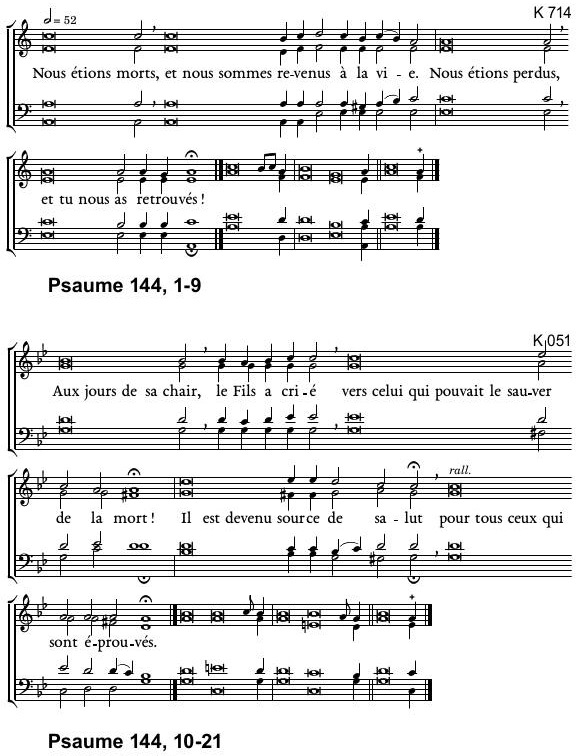 K 714
= 52
Nous étions morts, et nous sommes re-venus à la vi - e. Nous étions perdus,
et tu nous as retrouvés !
Psaume 144, 1-9
K 051
Aux jours de sa chair, le Fils a cri-é vers celui qui pouvait le sau-ver
rall.
de la mort ! Il est devenu source de sa - lut pour tous ceux qui
sont é-prou-vés.
Psaume 144, 10-21